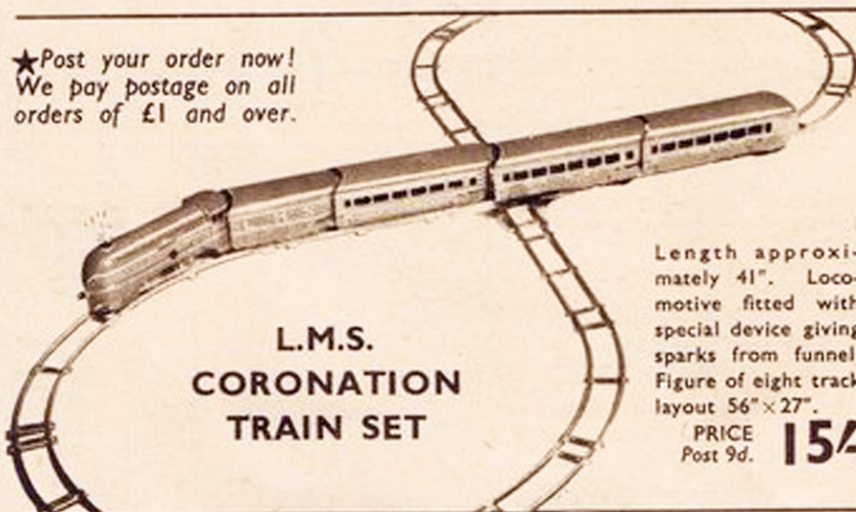 ★Post your order now!
We pay postage on all
orders of £1 and over.
L.M.S.
CORONATION
TRAIN SET
Length approxi-
mately 41". Loco-
motive fitted with
special device giving
sparks from funnel
Figure of eight track
layout 56"×27".
PRICE 15/-
Post 9d.